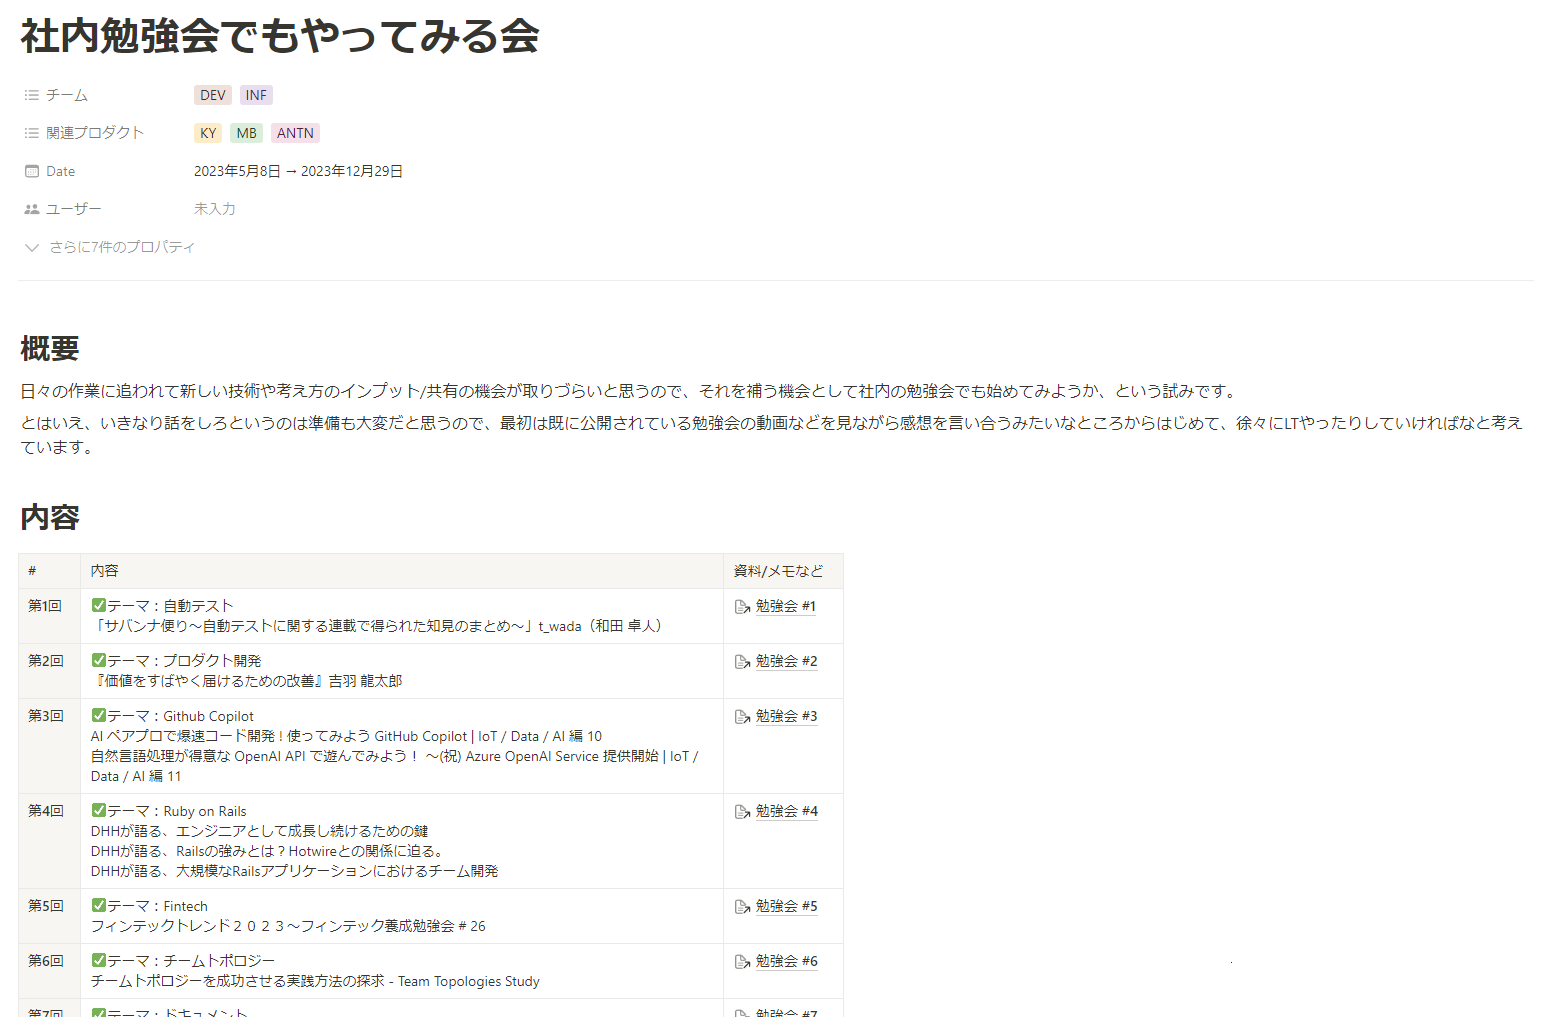 社内勉強会でもやってみる会
チーム DEV INF
関連プロダクト KY MB ANTN
Date 2023年5月8日 → 2023年12月29日
ユーザー 未入力
さらに7件のプロパティ
概要
日々の作業に追われて新しい技術や考え方のインプット/共有の機会が取りづらいと思うので、それを補う機会として社内の勉強会でも始めてみようか、という試みです。
とはいえ、いきなり話をしろというのは準備も大変だと思うので、最初は既に公開されている勉強会の動画などを見ながら感想を言い合うみたいなところからはじめて、徐々にLTやったりしていければなと考え
ています。
内容
# 内容 資料/メモなど
第1回 ✅テーマ：自動テスト 勉強会 #1
「サバンナ便り〜自動テストに関する連載で得られた知見のまとめ〜」t_wada（和田 卓人）
第2回 ✅テーマ：プロダクト開発 勉強会 #2
『価値をすばやく届けるための改善』吉羽 龍太郎
第3回 ✅テーマ：Github Copilot 勉強会 #3
AI ペアプロで爆速コード開発 ! 使ってみよう GitHub Copilot | IoT / Data / AI 編 10
自然言語処理が得意な OpenAI API で遊んでみよう！ 〜(祝) Azure OpenAI Service 提供開始 | IoT /
Data / AI 編 11
第4回 ✅テーマ：Ruby on Rails 勉強会 #4
DHHが語る、エンジニアとして成長し続けるための鍵
DHHが語る、Railsの強みとは？Hotwireとの関係に迫る。
DHHが語る、大規模なRailsアプリケーションにおけるチーム開発
第5回 ✅テーマ：Fintech 勉強会 #5
フィンテックトレンド２０２３〜フィンテック養成勉強会 # 26
第6回 ✅テーマ：チームトポロジー 勉強会 #6
チームトポロジーを成功させる実践方法の探求 - Team Topologies Study
第7回 ✅テーマ：ドキュメント 勉強会 #7